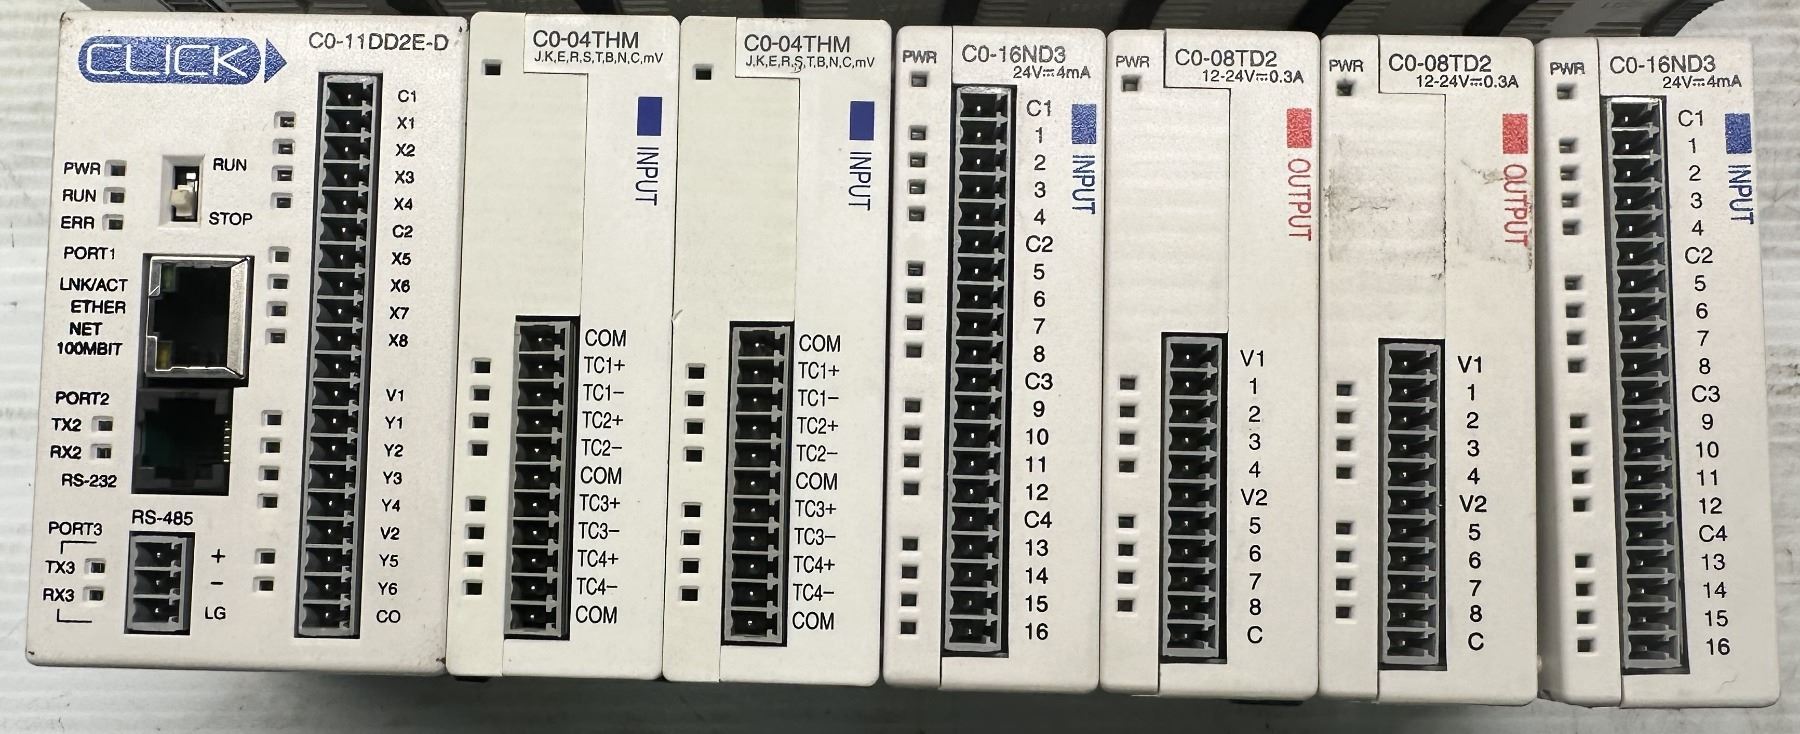 CLICK
C0-11DD2E-D
C1
X1
X2
X3
X4
C2
X5
X6
X7
X8
V1
Y1
Y2
Y3
Y4
V2
Y5
Y6
CO
PWR
RUN
ERR
RUN
STOP
PORT1
LNK/ACT
ETHER
NET
100MBIT
PORT2
TX2
RX2
RS-232
RS-485
PORT3
TX3
RX3
+
−
LG
C0-04THM
J,K,E,R,S,T,B,N,C,mV
INPUT
COM
TC1+
TC1−
TC2+
TC2−
COM
TC3+
TC3−
TC4+
TC4−
COM
C0-04THM
J,K,E,R,S,T,B,N,C,mV
INPUT
COM
TC1+
TC1−
TC2+
TC2−
COM
TC3+
TC3−
TC4+
TC4−
COM
PWR
C0-16ND3
24V⎓4mA
INPUT
C1
1
2
3
4
C2
5
6
7
8
C3
9
10
11
12
C4
13
14
15
16
PWR
C0-08TD2
12-24V⎓0.3A
OUTPUT
V1
1
2
3
4
V2
5
6
7
8
C
PWR
C0-08TD2
12-24V⎓0.3A
OUTPUT
V1
1
2
3
4
V2
5
6
7
8
C
PWR
C0-16ND3
24V⎓4mA
INPUT
C1
1
2
3
4
C2
5
6
7
8
C3
9
10
11
12
C4
13
14
15
16